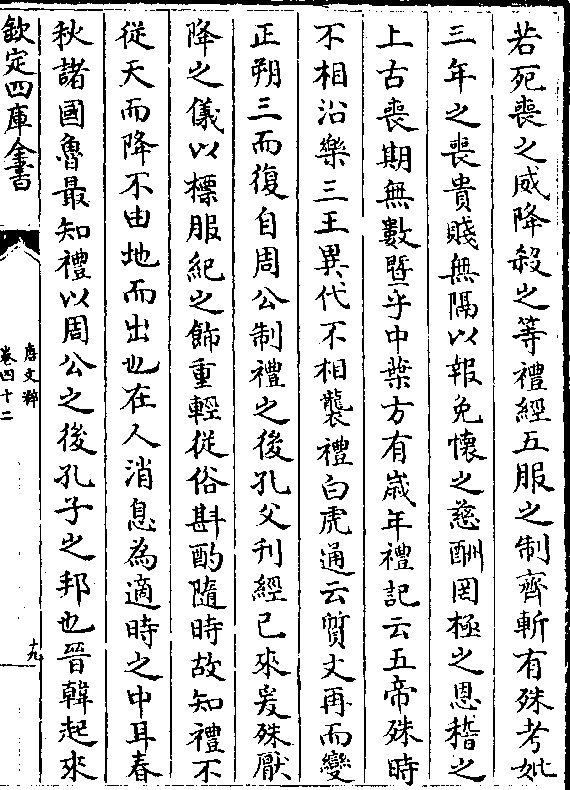 若死喪之威降殺之等禮經五服之制齊斬有殊考妣
三年之喪貴賤無隔以報免懷之慈酬罔極之恩稽之
上古喪期無數暨乎中葉方有歲年禮記云五帝殊時
不相沿樂三王異代不相襲禮白虎通云質文再而變
正朔三而復自周公制禮之後孔父刊經已來爰殊厭
降之儀以標服紀之飾重輕從俗斟酌隨時故知禮不
從天而降不由地而出也在人消息為適時之中耳春
秋諸國魯最知禮以周公之後孔子之邦也晉韓起來
欽定四庫全書
唐文粹
卷四十二
十九